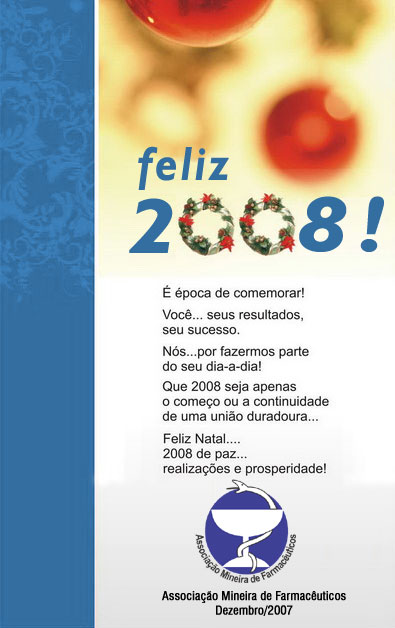 feliz
2008!
É época de comemorar!
Você... seus resultados,
seu sucesso.
Nós...por fazermos parte
do seu dia-a-dia!
Que 2008 seja apenas
o começo ou a continuidade
de uma união duradoura...
Feliz Natal....
2008 de paz...
realizações e prosperidade!
Associação Mineira de Farmacêuticos
Associação Mineira de Farmacêuticos
Dezembro/2007